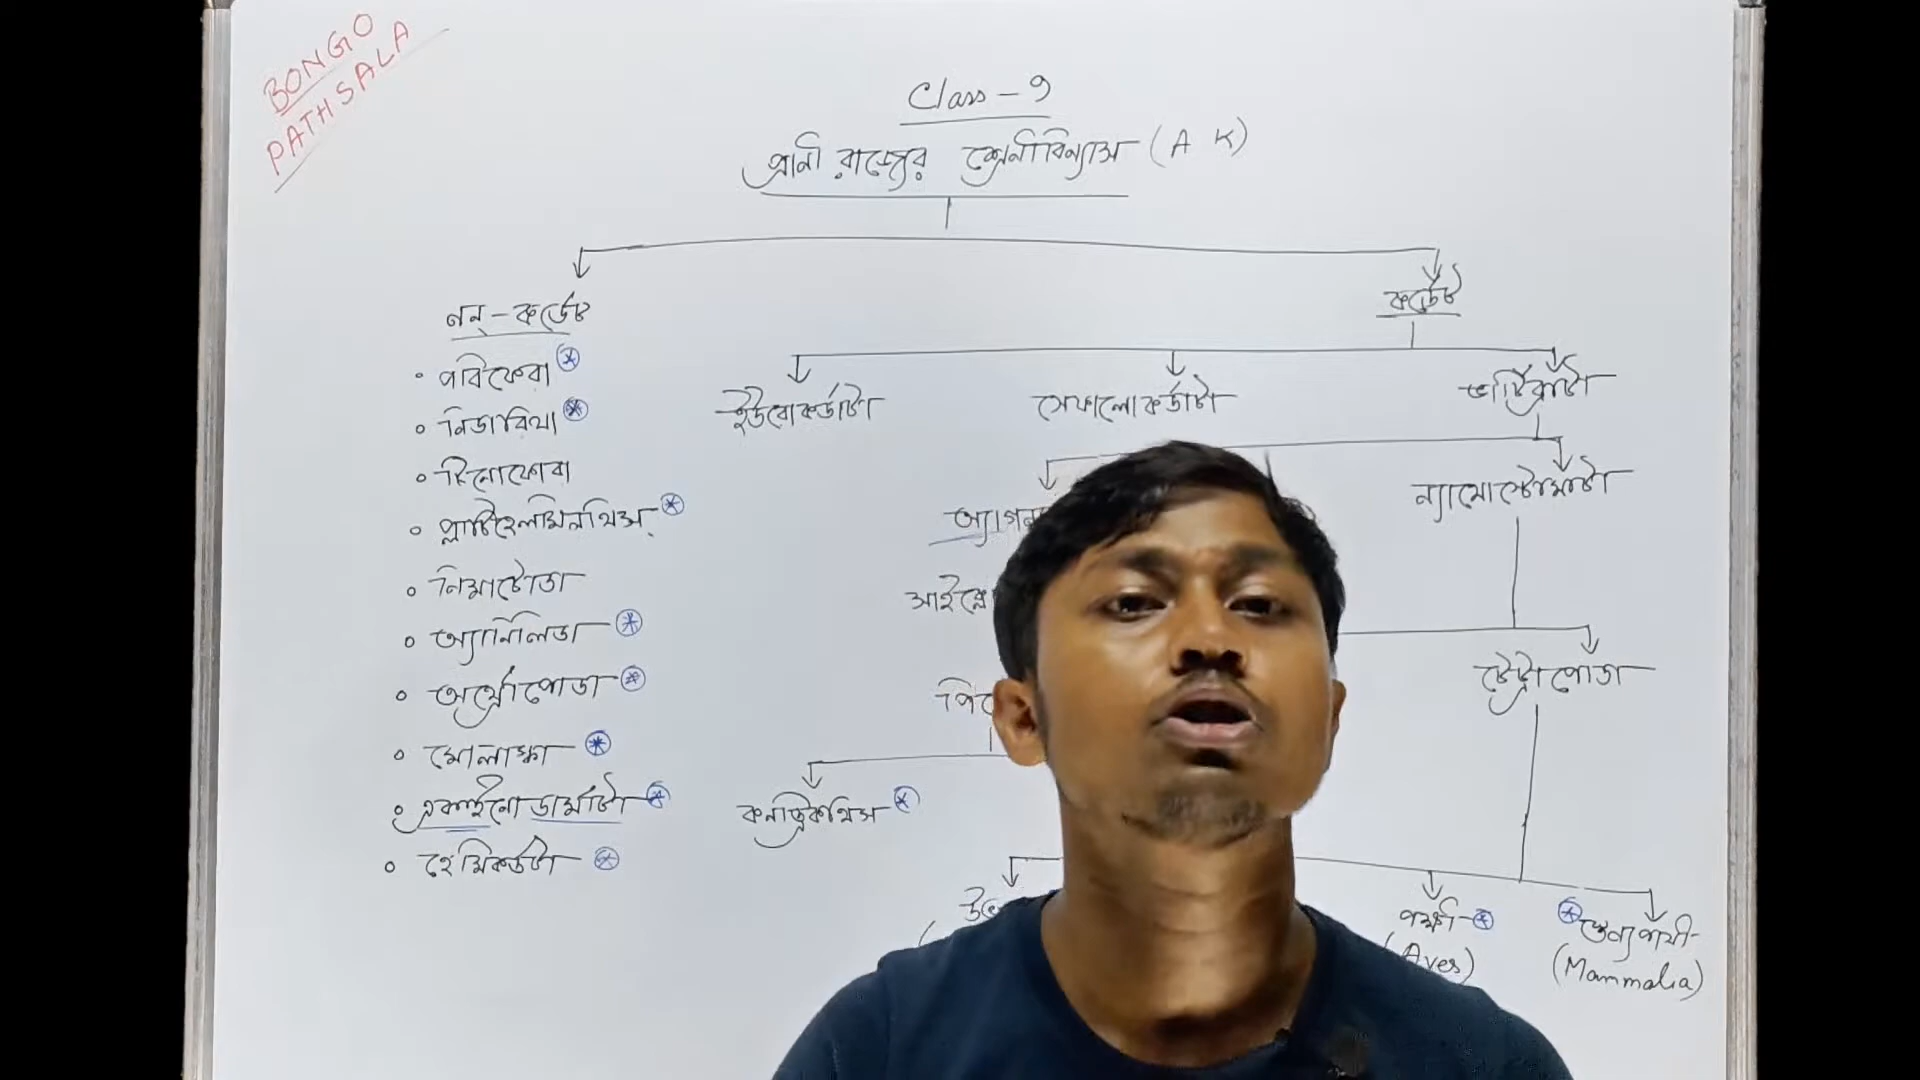 BONGO
PATHSALA
Class - 9
প্রানী রাজ্যের শ্রেনীবিন্যাস (A K)
নন্-কর্ডেট
কর্ডেট
পরিফেরা
নিডারিয়া
টিনোফোরা
প্লাটিহেলমিনথিস্
নিমাটোডা
অ্যানিলিডা
অর্থ্রোপোডা
মোলাস্কা
একাইনোডার্মাটা
হেমিকর্ডাটা
ইউরোকর্ডাটা
সেফালোকর্ডাটা
ভার্টিব্রাটা
ন্যাথোস্টোমাটা
টেট্রাপোডা
কনড্রিকথিস
পক্ষী
(Aves)
স্তন্যপায়ী
(Mammalia)